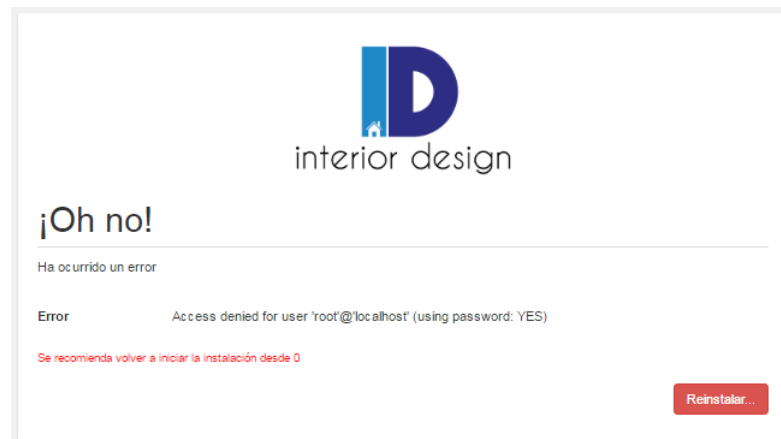 ID
interior design
¡Oh no!
Ha ocurrido un error
Error Access denied for user 'root'@'localhost' (using password: YES)
Se recomienda volver a iniciar la instalación desde 0
Reinstalar...